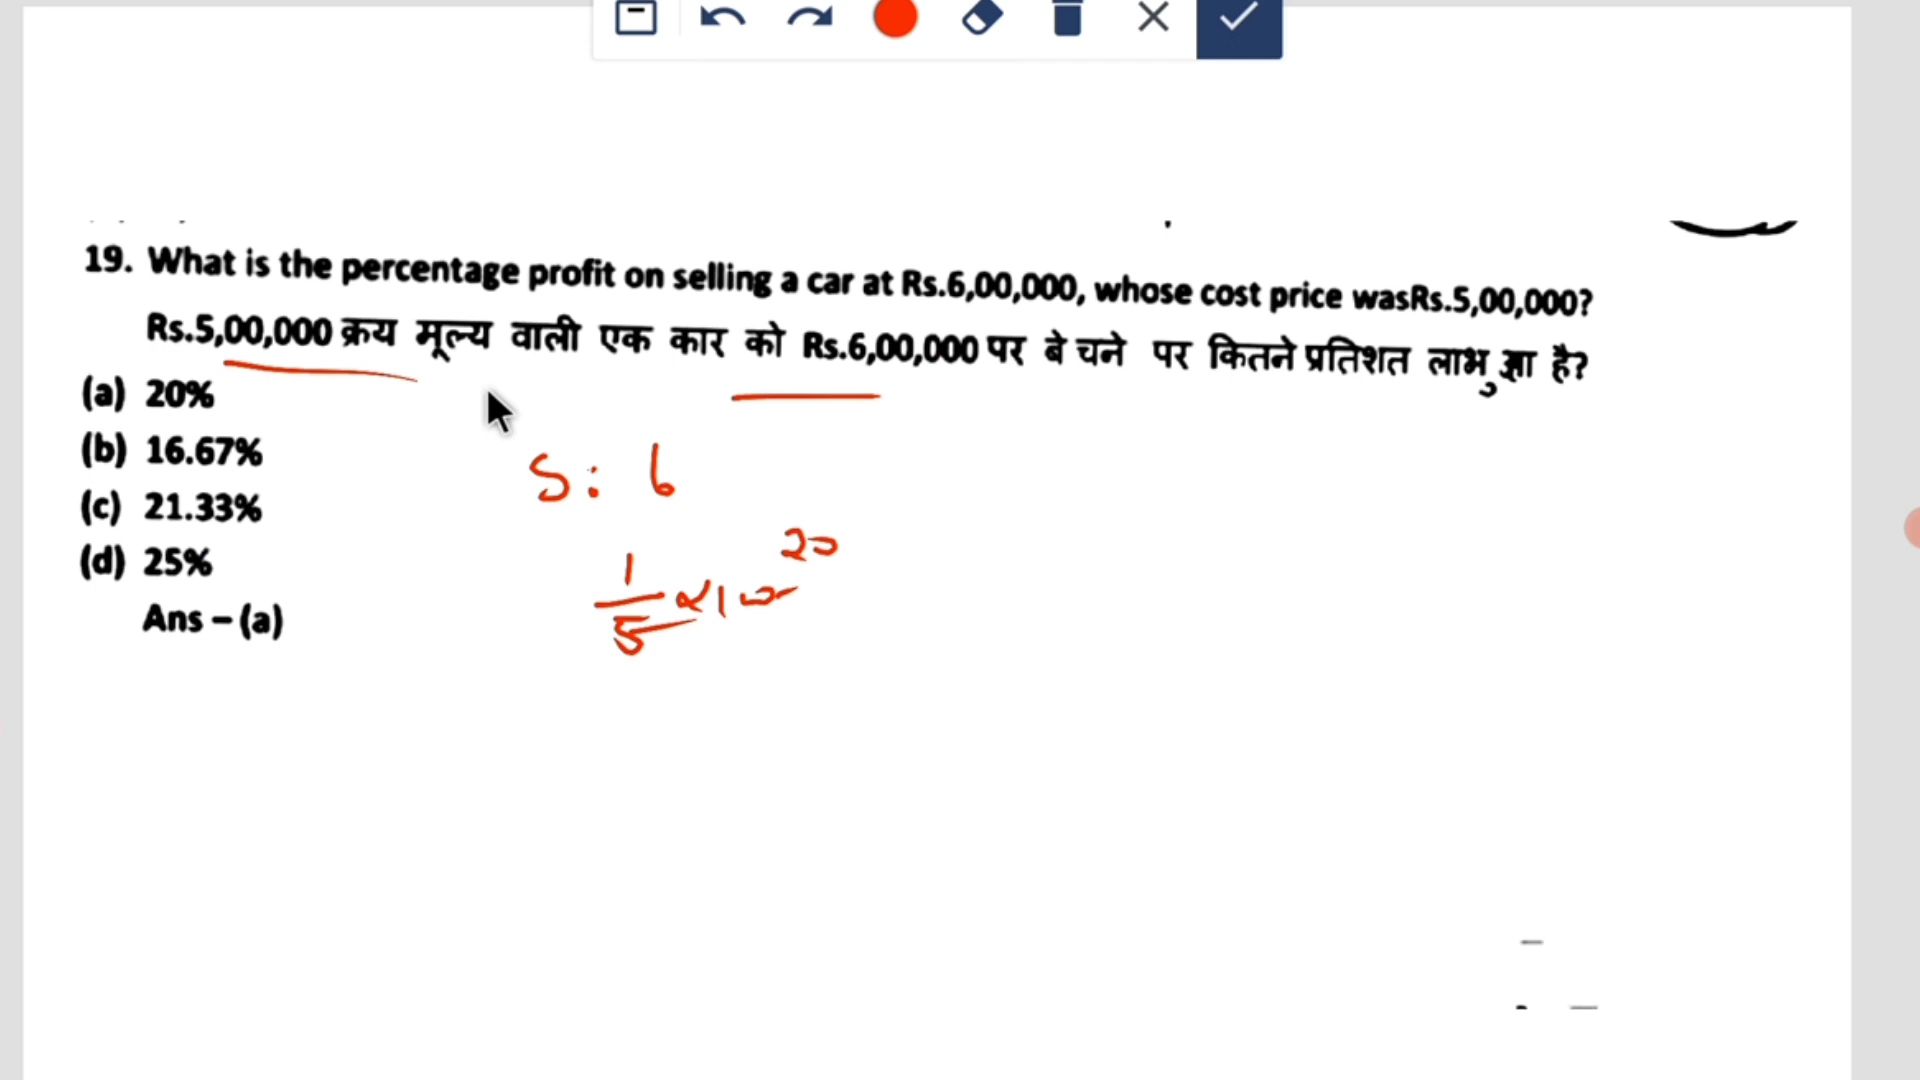 19. What is the percentage profit on selling a car at Rs.6,00,000, whose cost price wasRs.5,00,000?
Rs.5,00,000 क्रय मूल्य वाली एक कार को Rs.6,00,000 पर बे चने पर कितने प्रतिशत लाभ हुआ है?
(a) 20%
(b) 16.67%
(c) 21.33%
(d) 25%
Ans – (a)
5 : 6
1/5 × 100 20